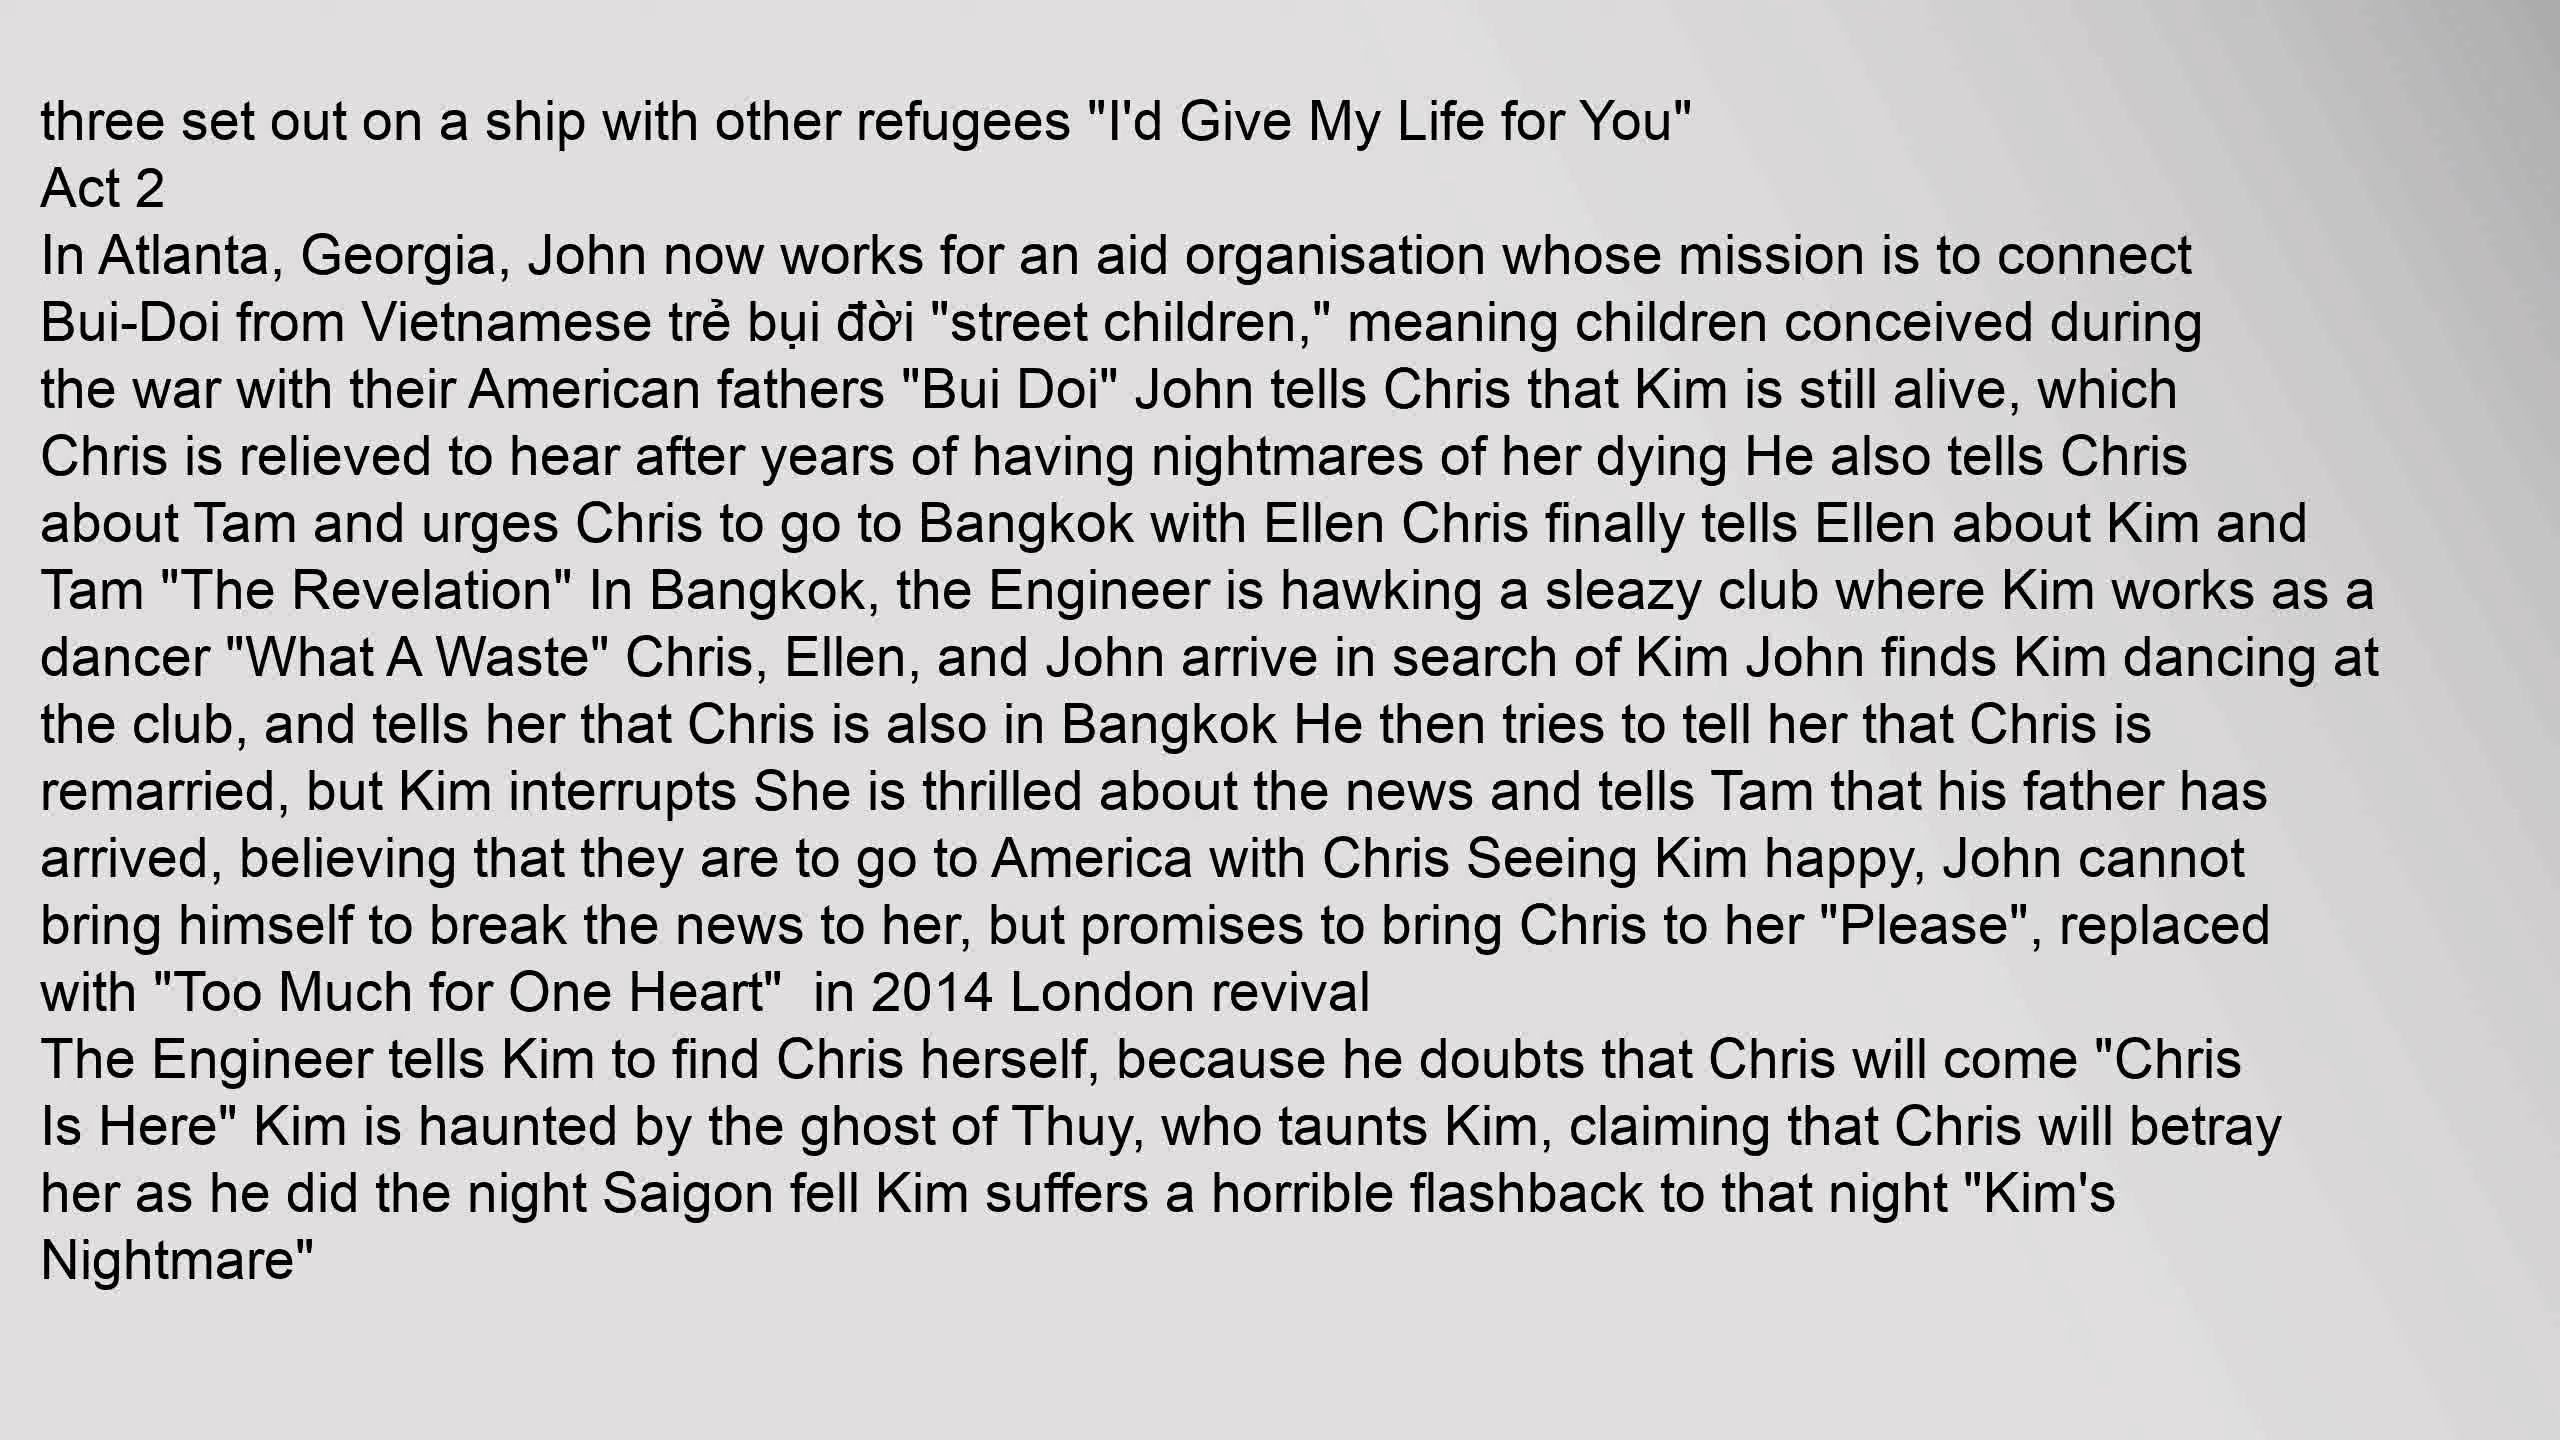 three set out on a ship with other refugees "I'd Give My Life for You"
Act 2
In Atlanta, Georgia, John now works for an aid organisation whose mission is to connect
Bui-Doi from Vietnamese trẻ bụi đời "street children," meaning children conceived during
the war with their American fathers "Bui Doi" John tells Chris that Kim is still alive, which
Chris is relieved to hear after years of having nightmares of her dying He also tells Chris
about Tam and urges Chris to go to Bangkok with Ellen Chris finally tells Ellen about Kim and
Tam "The Revelation" In Bangkok, the Engineer is hawking a sleazy club where Kim works as a
dancer "What A Waste" Chris, Ellen, and John arrive in search of Kim John finds Kim dancing at
the club, and tells her that Chris is also in Bangkok He then tries to tell her that Chris is
remarried, but Kim interrupts She is thrilled about the news and tells Tam that his father has
arrived, believing that they are to go to America with Chris Seeing Kim happy, John cannot
bring himself to break the news to her, but promises to bring Chris to her "Please", replaced
with "Too Much for One Heart"  in 2014 London revival
The Engineer tells Kim to find Chris herself, because he doubts that Chris will come "Chris
Is Here" Kim is haunted by the ghost of Thuy, who taunts Kim, claiming that Chris will betray
her as he did the night Saigon fell Kim suffers a horrible flashback to that night "Kim's
Nightmare"